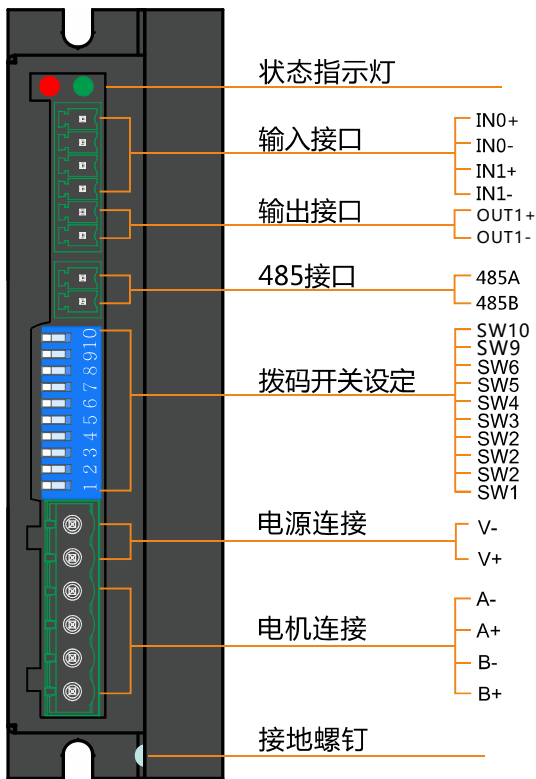 状态指示灯
输入接口
IN0+
IN0-
IN1+
IN1-
输出接口
OUT1+
OUT1-
485接口
485A
485B
拨码开关设定
SW10
SW9
SW6
SW5
SW4
SW3
SW2
SW2
SW2
SW1
1 2 3 4 5 6 7 8 9 10
电源连接
V-
V+
电机连接
A-
A+
B-
B+
接地螺钉